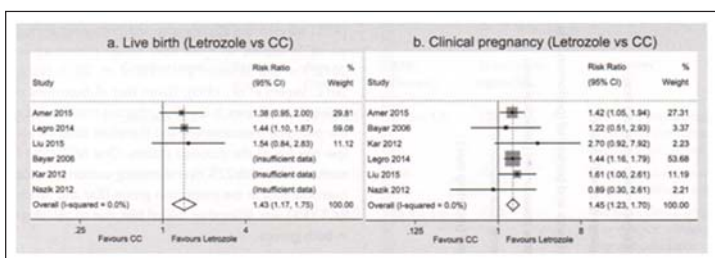 a. Live birth (Letrozole vs CC)
Risk Ratio %
Study (95% CI) Weight
Amer 2015 1.38 (0.95, 2.00) 29.81
Legro 2014 1.44 (1.10, 1.87) 59.08
Liu 2015 1.54 (0.84, 2.83) 11.12
Bayar 2006 (Insufficient data)
Kar 2012 (Insufficient data)
Nazik 2012 (Insufficient data)
Overall (I-squared = 0.0%) 1.43 (1.17, 1.75) 100.00
.25 1 4
Favours CC Favours Letrozole
b. Clinical pregnancy (Letrozole vs CC)
Risk Ratio %
Study (95% CI) Weight
Amer 2015 1.42 (1.05, 1.94) 27.31
Bayar 2006 1.22 (0.51, 2.93) 3.37
Kar 2012 2.70 (0.92, 7.92) 2.23
Legro 2014 1.44 (1.16, 1.79) 53.68
Liu 2015 1.61 (1.00, 2.61) 11.19
Nazik 2012 0.89 (0.30, 2.61) 2.21
Overall (I-squared = 0.0%) 1.45 (1.23, 1.70) 100.00
.125 1 8
Favours CC Favours Letrozole